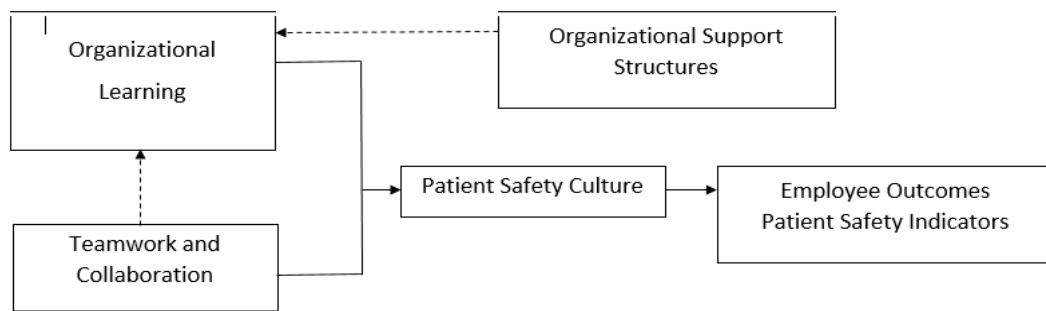 Organizational
Learning
Organizational Support
Structures
Patient Safety Culture
Employee Outcomes
Patient Safety Indicators
Teamwork and
Collaboration